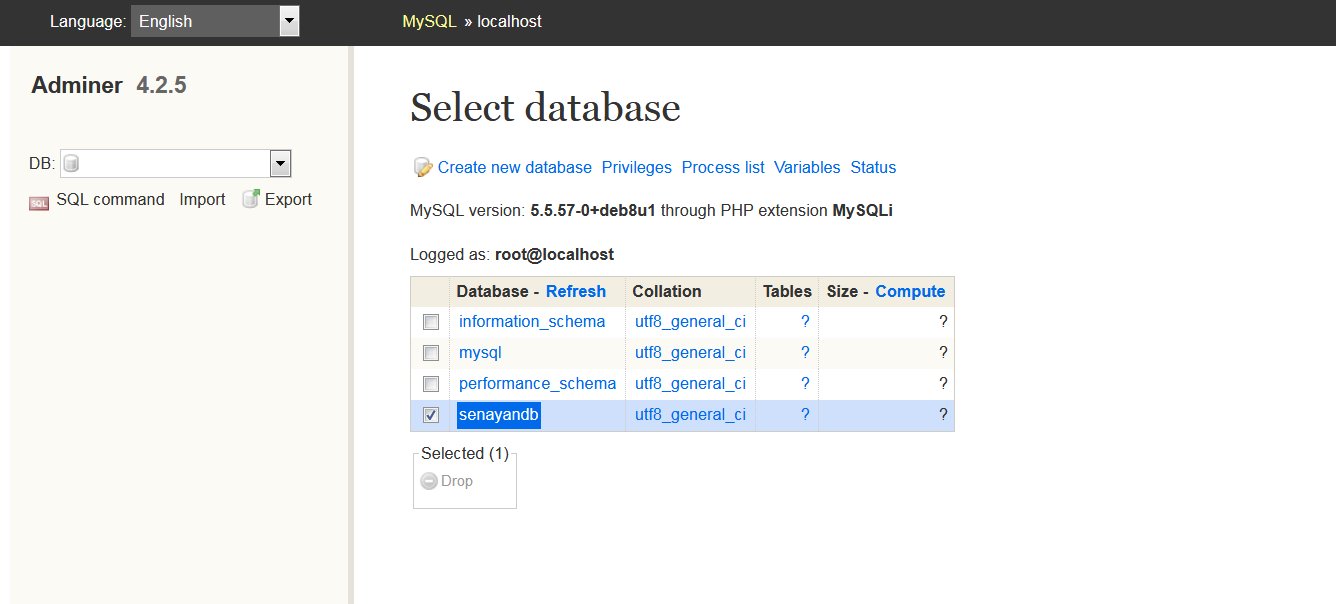 Language: English MySQL » localhost
Adminer 4.2.5
Select database
DB:
Create new database Privileges Process list Variables Status
SQL SQL command Import Export
MySQL version: 5.5.57-0+deb8u1 through PHP extension MySQLi
Logged as: root@localhost
Database - Refresh Collation Tables Size - Compute
information_schema utf8_general_ci ? ?
mysql utf8_general_ci ? ?
performance_schema utf8_general_ci ? ?
senayandb utf8_general_ci ? ?
Selected (1)
Drop